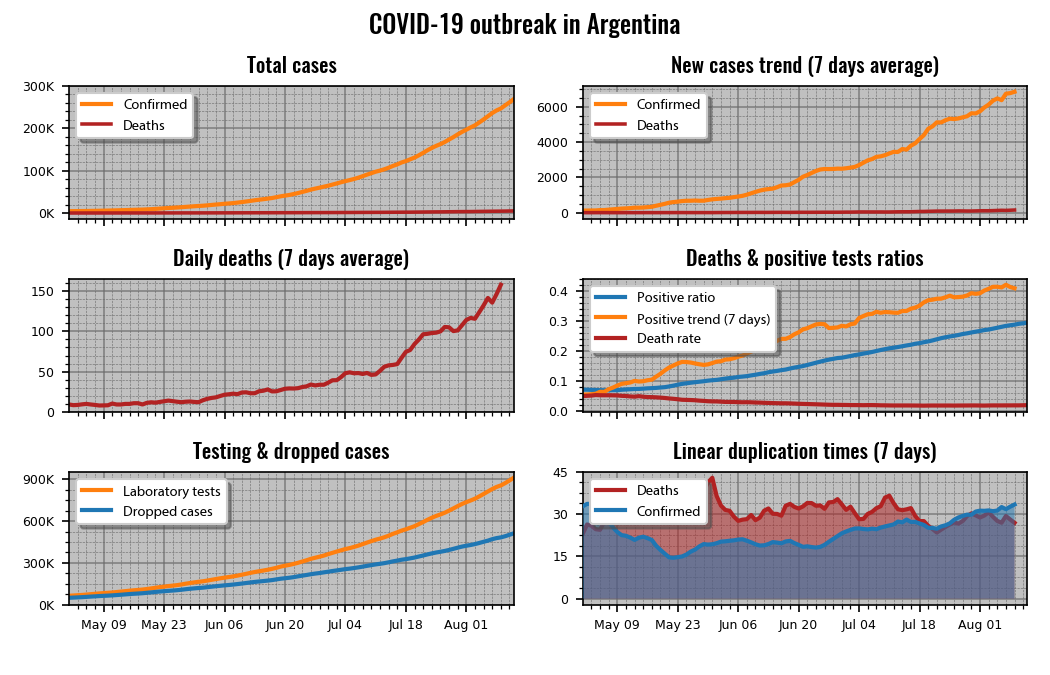 COVID-19 outbreak in Argentina
Total cases
300K
200K
100K
0K
Confirmed
Deaths
New cases trend (7 days average)
6000
4000
2000
0
Confirmed
Deaths
Daily deaths (7 days average)
150
100
50
0
Deaths & positive tests ratios
0.4
0.3
0.2
0.1
0.0
Positive ratio
Positive trend (7 days)
Death rate
Testing & dropped cases
900K
600K
300K
0K
Laboratory tests
Dropped cases
May 09 May 23 Jun 06 Jun 20 Jul 04 Jul 18 Aug 01
Linear duplication times (7 days)
45
30
15
0
Deaths
Confirmed
May 09 May 23 Jun 06 Jun 20 Jul 04 Jul 18 Aug 01